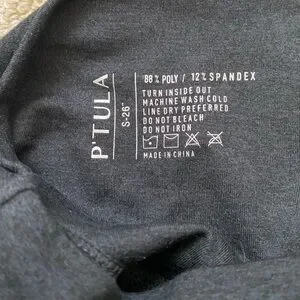 P'TULA
S-26"
88% POLY / 12% SPANDEX
TURN INSIDE OUT
MACHINE WASH COLD
LINE DRY PREFERRED
DO NOT BLEACH
DO NOT IRON
MADE IN CHINA